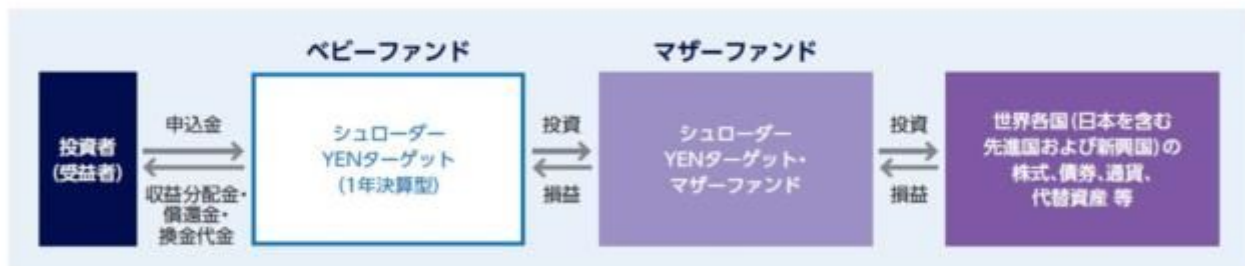 ベビーファンド
マザーファンド
投資者
(受益者)
申込金
収益分配金・
償還金・
換金代金
シュローダー
YENターゲット
(1年決算型)
投資
損益
シュローダー
YENターゲット・
マザーファンド
投資
損益
世界各国(日本を含む
先進国および新興国)の
株式、債券、通貨、
代替資産 等